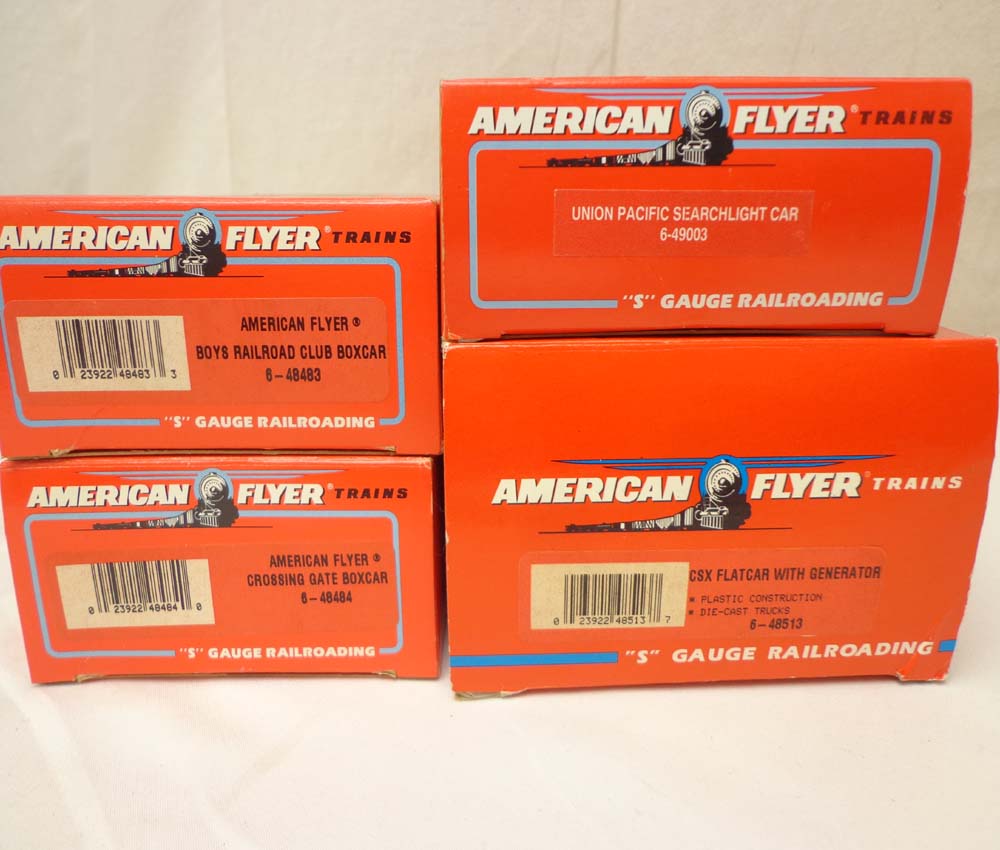 AMERICAN FLYER® TRAINS
UNION PACIFIC SEARCHLIGHT CAR
6-49003
"S" GAUGE RAILROADING
AMERICAN FLYER® TRAINS
AMERICAN FLYER®
BOYS RAILROAD CLUB BOXCAR
6-48483
0 23922 48483 3
"S" GAUGE RAILROADING
AMERICAN FLYER® TRAINS
AMERICAN FLYER®
CROSSING GATE BOXCAR
6-48484
0 23922 48484 0
"S" GAUGE RAILROADING
AMERICAN FLYER® TRAINS
CSX FLATCAR WITH GENERATOR
* PLASTIC CONSTRUCTION
* DIE-CAST TRUCKS
6-48513
0 23922 48513 7
"S" GAUGE RAILROADING